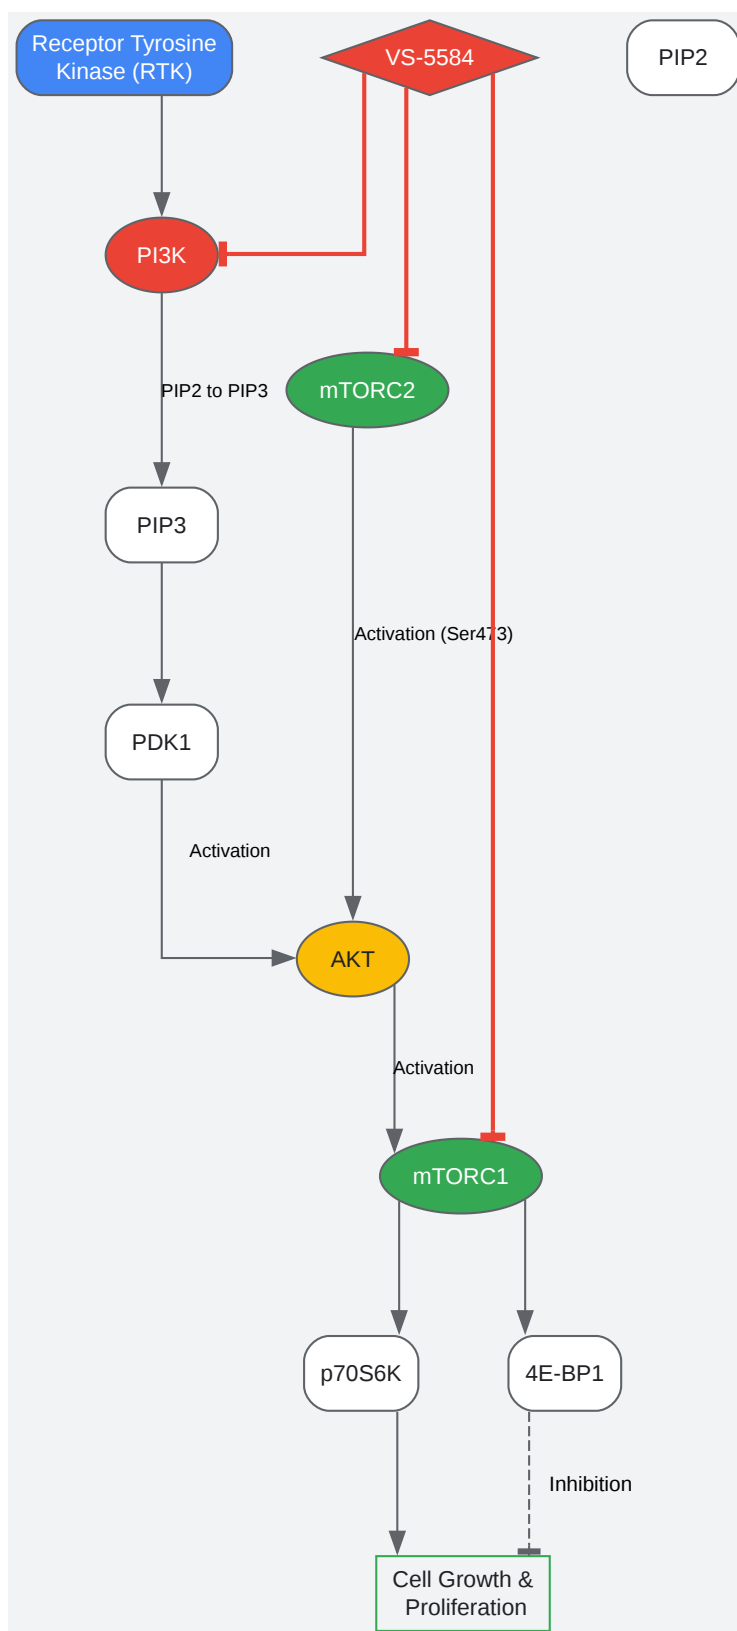 Receptor Tyrosine
Kinase (RTK)
VS-5584
PIP2
PI3K
PIP2 to PIP3
mTORC2
PIP3
Activation (Ser473)
PDK1
Activation
AKT
Activation
mTORC1
p70S6K
4E-BP1
Inhibition
Cell Growth &
Proliferation